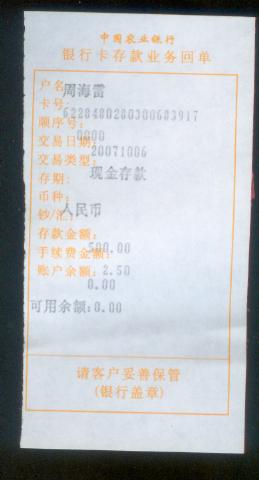 中国农业银行
银行卡存款业务回单
户名 周海雷
卡号: 6228480280300683917
顺序号: 0000
交易日期: 20071006
交易类型: 现金存款
存期:
币种: 人民币
钞/汇:
存款金额: 500.00
手续费金额: 2.50
账户余额: 0.00
可用余额:0.00
请客户妥善保管
(银行盖章)